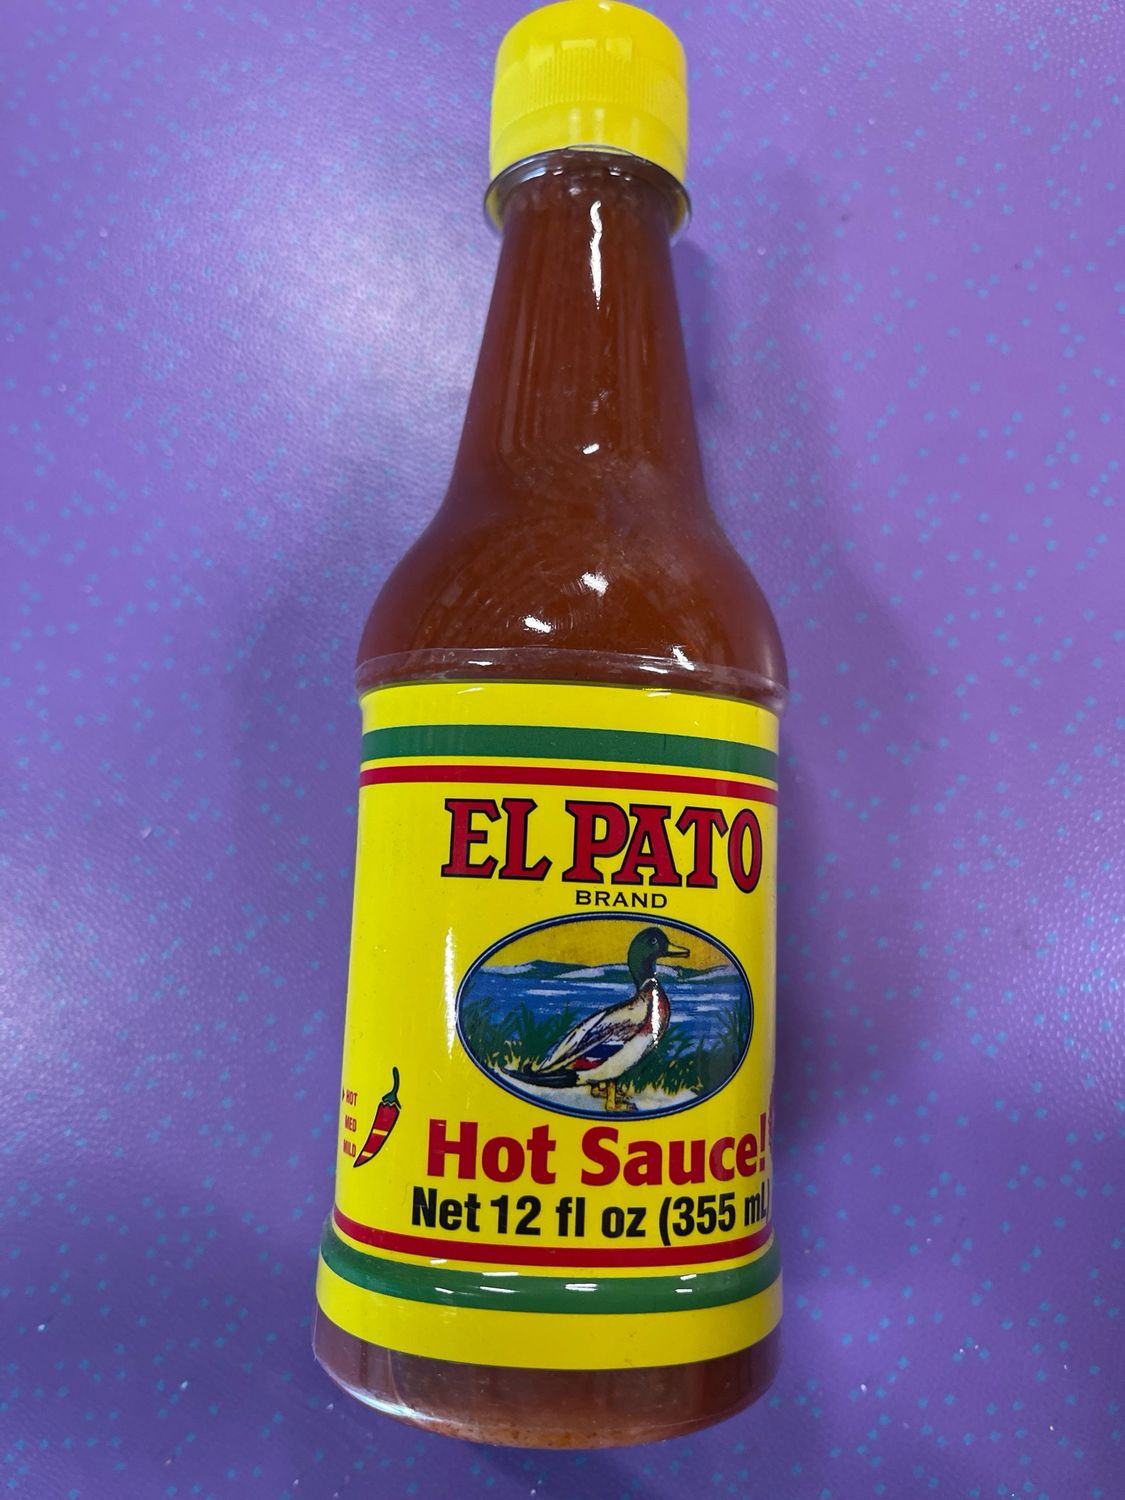 EL PATO
BRAND
HOT
MED
MILD
Hot Sauce!
Net 12 fl oz (355 mL)